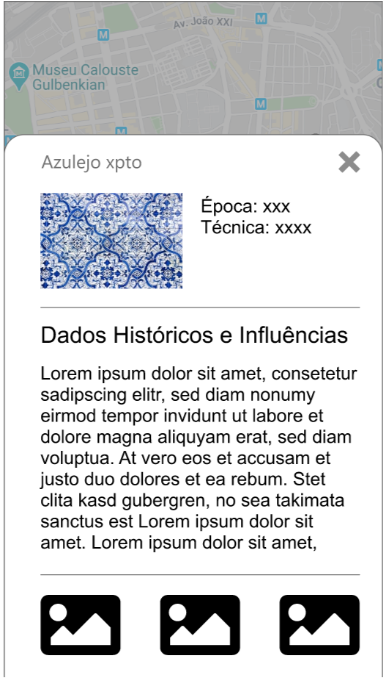 Av. João XXI
M
M
Museu Calouste
Gulbenkian
M
M
Azulejo xpto
Época: xxx
Técnica: xxxx
Dados Históricos e Influências
Lorem ipsum dolor sit amet, consetetur
sadipscing elitr, sed diam nonumy
eirmod tempor invidunt ut labore et
dolore magna aliquyam erat, sed diam
voluptua. At vero eos et accusam et
justo duo dolores et ea rebum. Stet
clita kasd gubergren, no sea takimata
sanctus est Lorem ipsum dolor sit
amet. Lorem ipsum dolor sit amet,